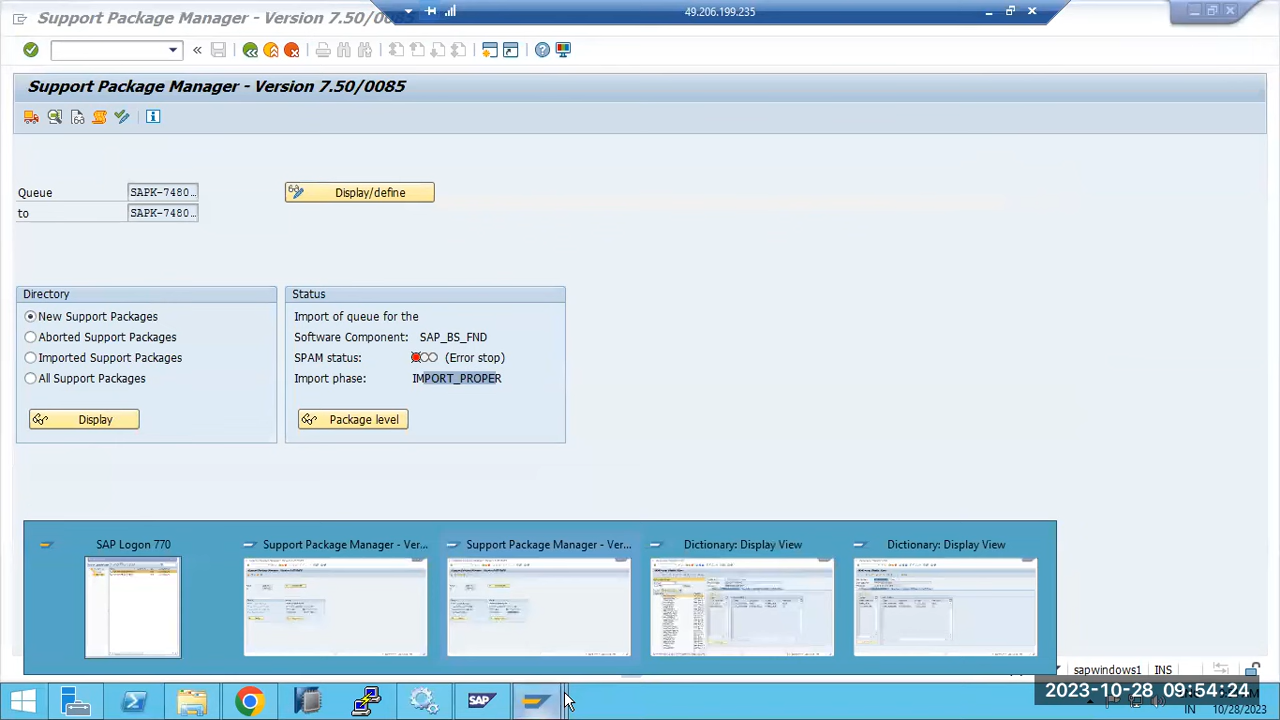 Support Package Manager - Version 7.50/0085
49.206.199.235
Support Package Manager - Version 7.50/0085
Queue
SAPK-7480...
Display/define
to
SAPK-7480...
Directory
New Support Packages
Aborted Support Packages
Imported Support Packages
All Support Packages
Display
Status
Import of queue for the
Software Component: SAP_BS_FND
SPAM status: (Error stop)
Import phase: IMPORT_PROPER
Package level
SAP Logon 770
Support Package Manager - Ver...
Support Package Manager - Ver...
Dictionary: Display View
Dictionary: Display View
sapwindows1
INS
SAP
2023-10-28 09:54:24
IN
10/28/2023